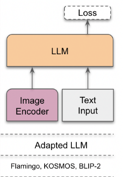 Loss
LLM
Image
Encoder
Text
Input
Adapted LLM
Flamingo, KOSMOS, BLIP-2